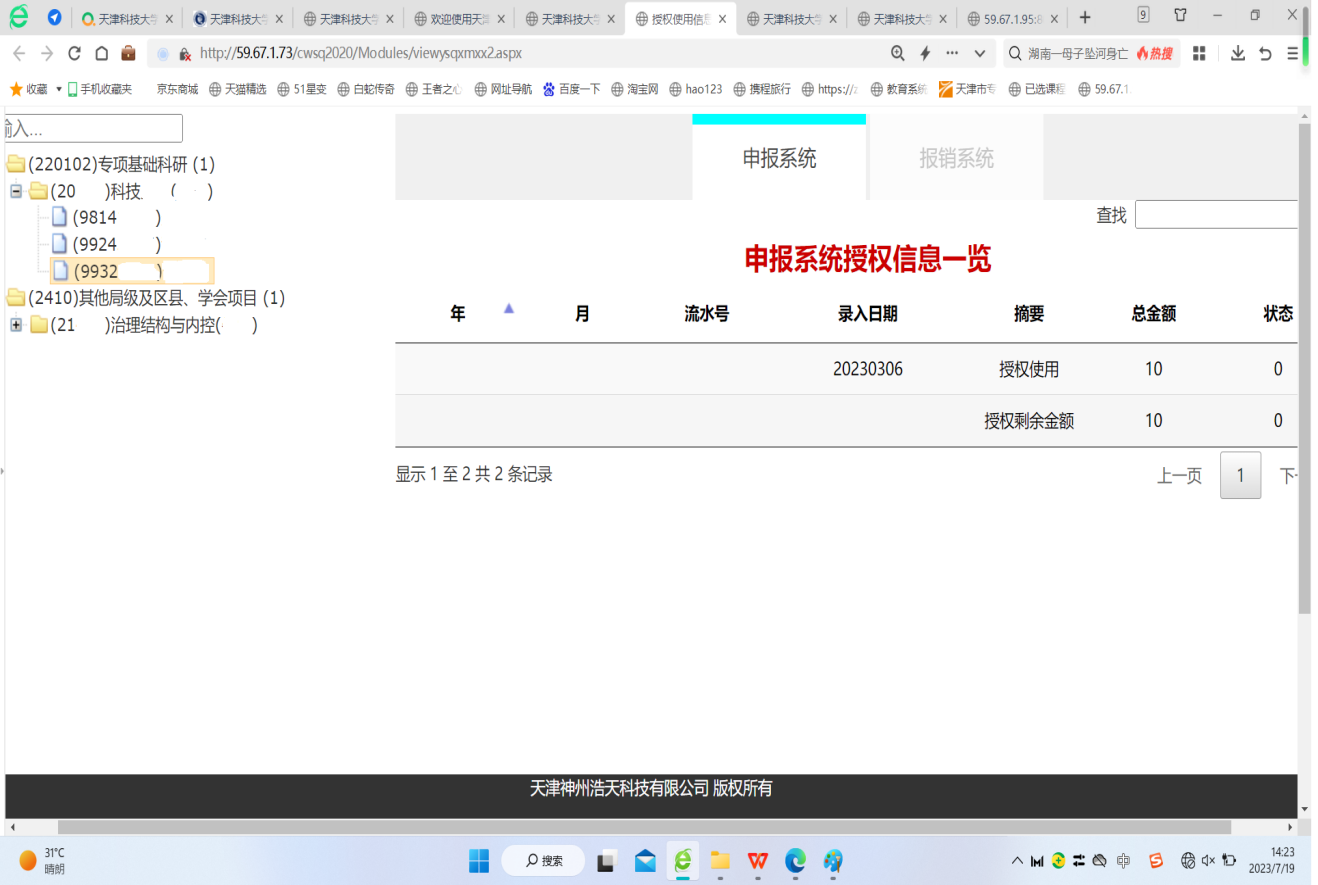 天津科技大学 天津科技大学 天津科技大学 欢迎使用天津 天津科技大学 授权使用信息 天津科技大学 天津科技大学 59.67.1.95:8 9
http://59.67.1.73/cwsq2020/Modules/viewysqxmxx2.aspx 湖南一母子坠河身亡 热搜
收藏 手机收藏夹 京东商城 天猫精选 51星变 白蛇传奇 王者之心 网址导航 百度一下 淘宝网 hao123 携程旅行 https:// 教育系统 天津市专 已选课程 59.67.1.
输入...
申报系统 报销系统
(220102)专项基础科研 (1)
(20 )科技 ( )
(9814 )
查找
(9924 )
申报系统授权信息一览
(9932 )
(2410)其他局级及区县、学会项目 (1)
(21 )治理结构与内控( )
年 月 流水号 录入日期 摘要 总金额 状态
20230306 授权使用 10 0
授权剩余金额 10 0
显示 1 至 2 共 2 条记录 上一页 1 下一
天津神州浩天科技有限公司 版权所有
31°C
晴朗
搜索
中
14:23
2023/7/19